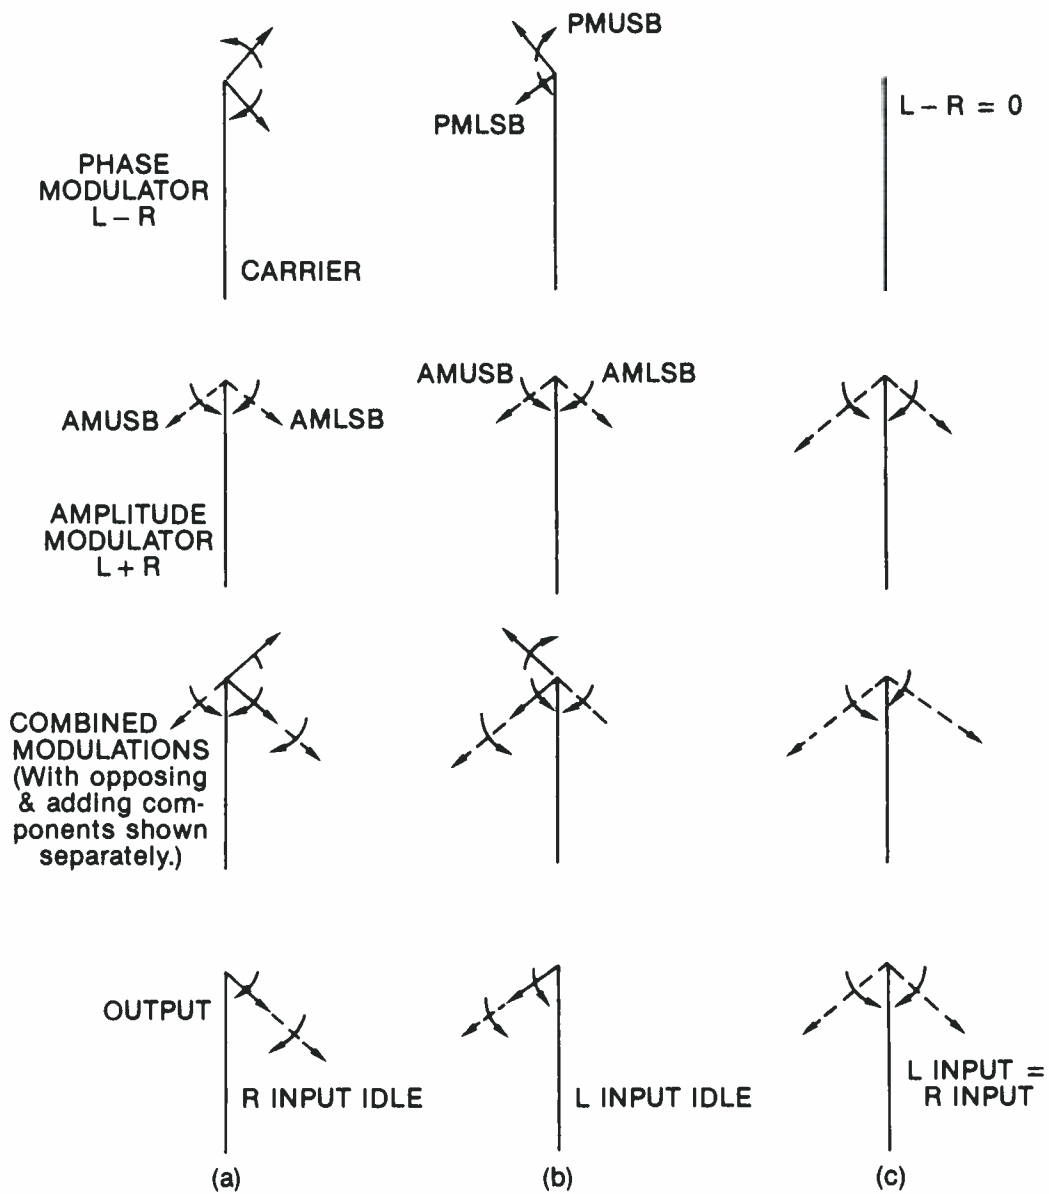 PMUSB
PMLSB
L – R = 0
PHASE
MODULATOR
L – R
CARRIER
AMUSB
AMLSB
AMUSB
AMLSB
AMPLITUDE
MODULATOR
L + R
COMBINED
MODULATIONS
(With opposing
& adding com-
ponents shown
separately.)
OUTPUT
R INPUT IDLE
L INPUT IDLE
L INPUT =
R INPUT
(a)
(b)
(c)